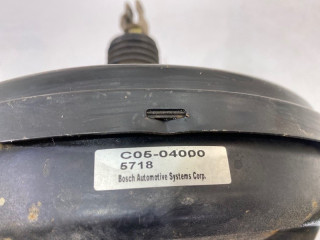 C05-04000
5718
Bosch Automotive Systems Corp.